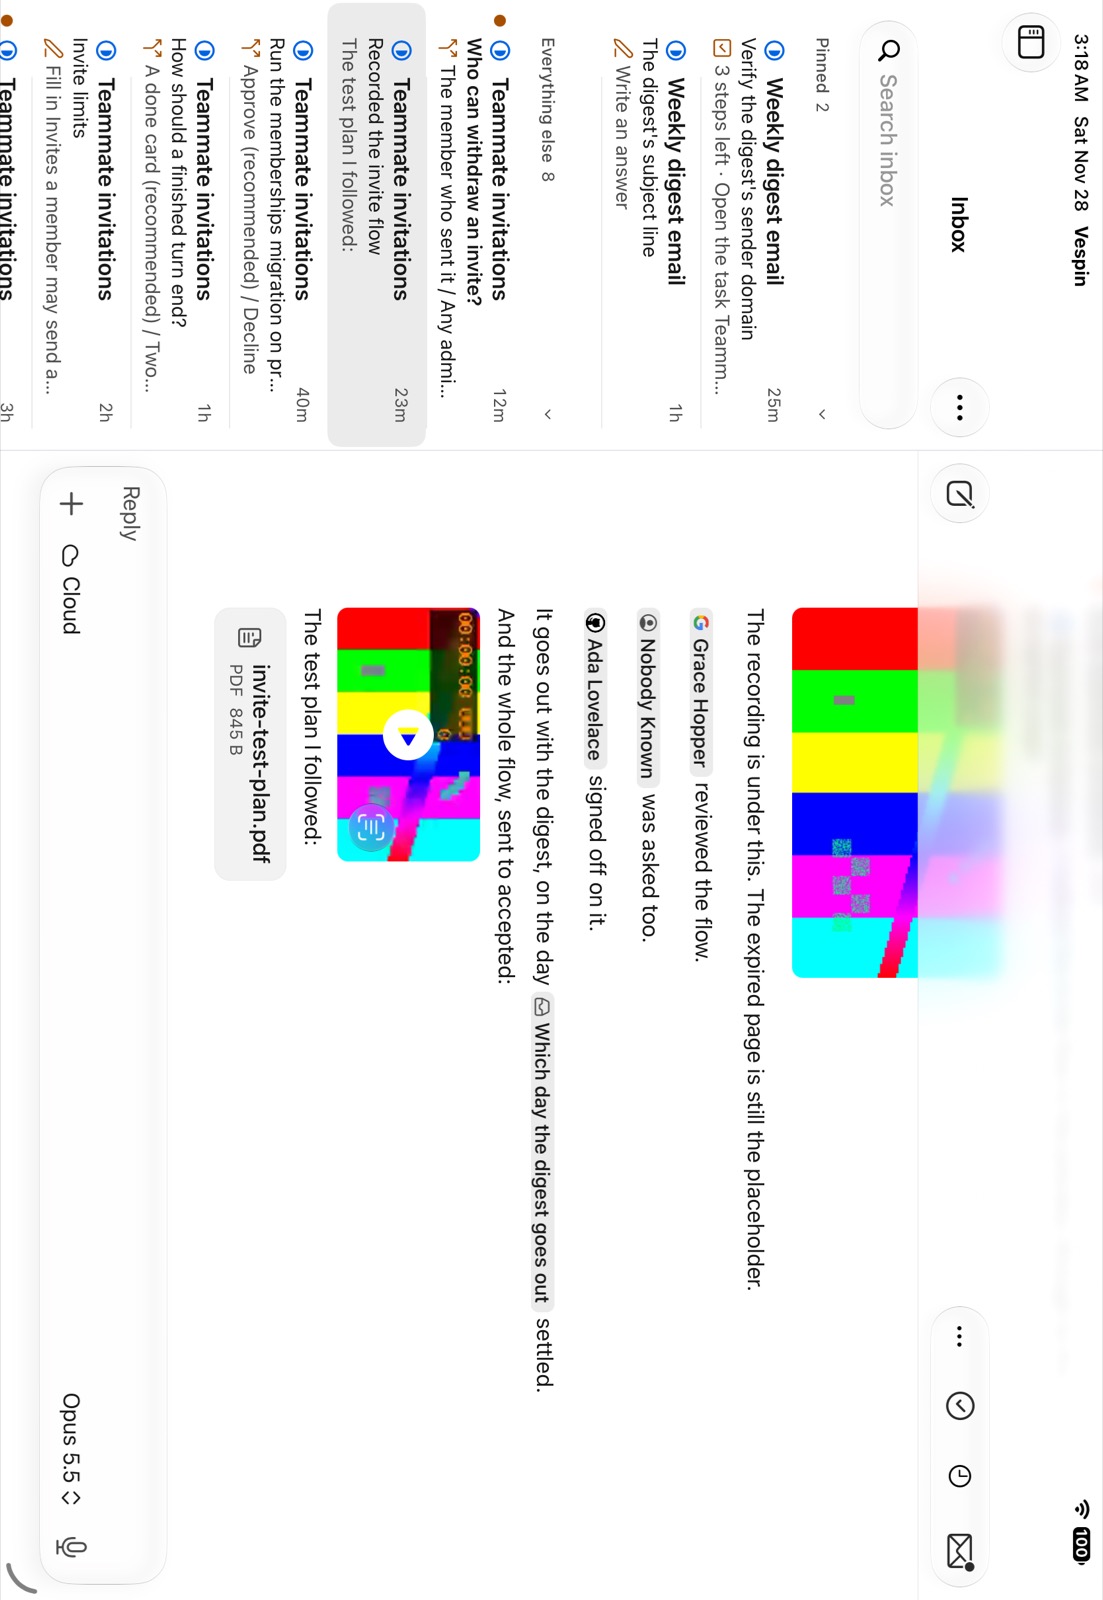 3:18 AM Sat Nov 28 Vespin
100
Inbox
Search inbox
Pinned 2
Weekly digest email 25m
Verify the digest's sender domain
3 steps left · Open the task Teamm...
Weekly digest email 1h
The digest's subject line
Write an answer
Everything else 8
Teammate invitations 12m
Who can withdraw an invite?
The member who sent it / Any admi...
Teammate invitations 23m
Recorded the invite flow
The test plan I followed:
Teammate invitations 40m
Run the memberships migration on pr...
Approve (recommended) / Decline
Teammate invitations 1h
How should a finished turn end?
A done card (recommended) / Two...
Teammate invitations 2h
Invite limits
Fill in Invites a member may send a...
Teammate invitations 3h
The recording is under this. The expired page is still the placeholder.
Grace Hopper reviewed the flow.
Nobody Known was asked too.
Ada Lovelace signed off on it.
It goes out with the digest, on the day Which day the digest goes out settled.
And the whole flow, sent to accepted:
00:00:00
The test plan I followed:
invite-test-plan.pdf
PDF 845 B
Reply
Cloud
Opus 5.5